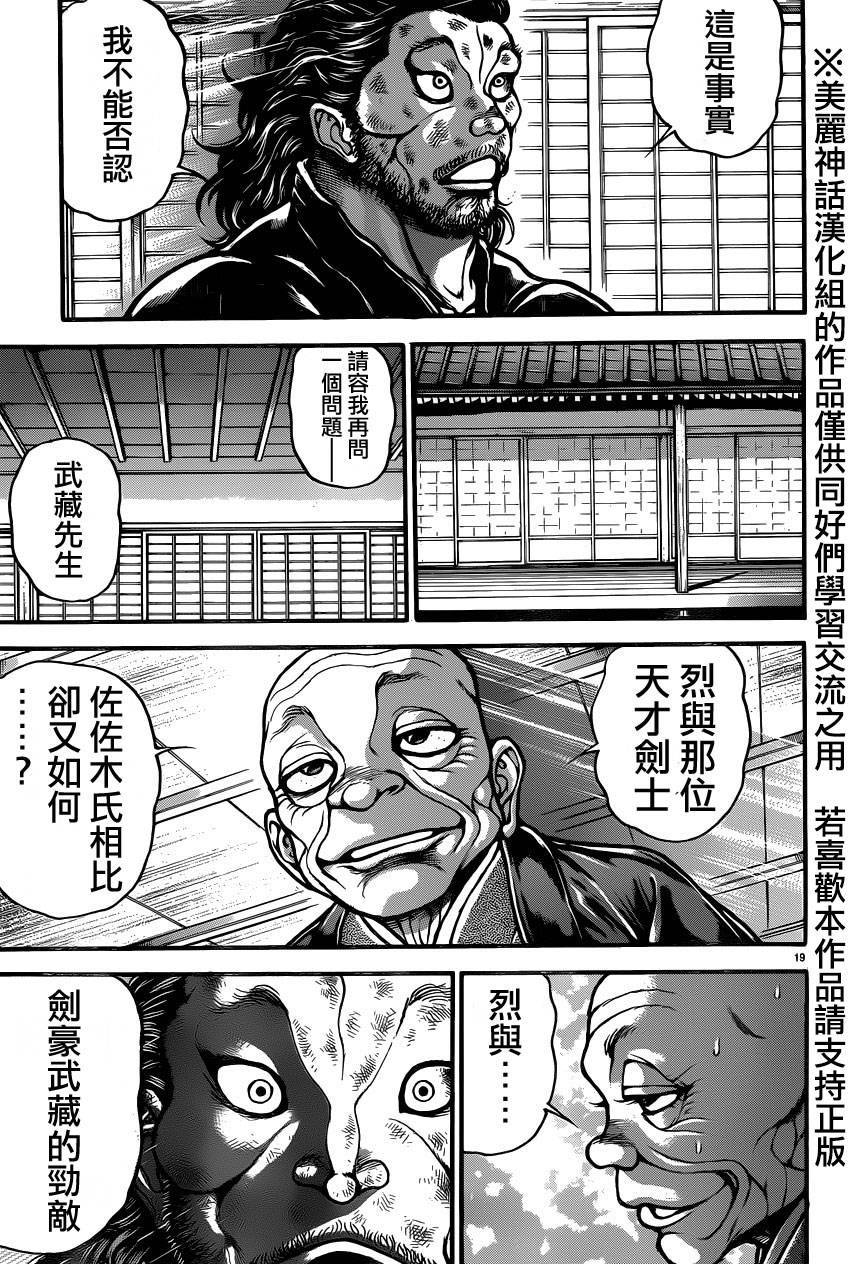 這是事實
我不能否認
請容我再問
一個問題——
武藏先生
烈與那位
天才劍士
佐佐木氏相比
卻又如何
……？
19
烈與……
劍豪武藏的勁敵
※美麗神話漢化組的作品僅供同好們學習交流之用 若喜歡本作品請支持正版